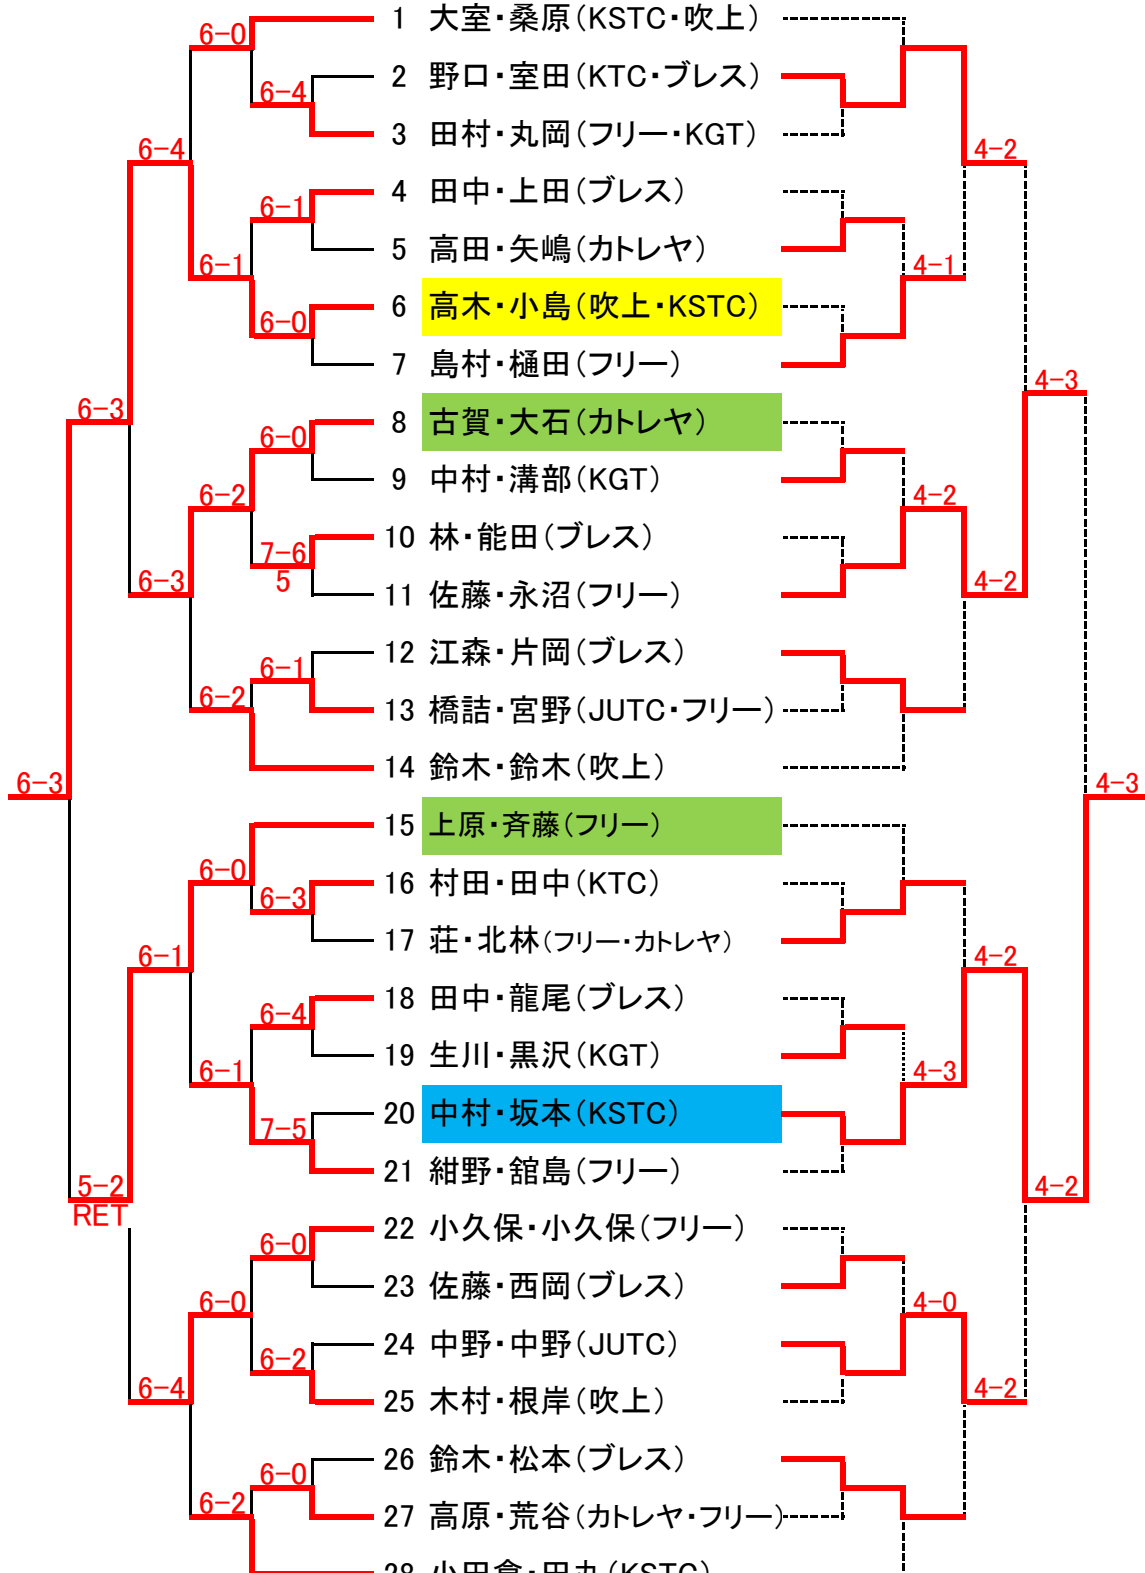 1 大室・桑原(KSTC・吹上)
6-0
2 野口・室田(KTC・ブレス)
6-4
3 田村・丸岡(フリー・KGT)
6-4
4-2
4 田中・上田(ブレス)
6-1
5 高田・矢嶋(カトレヤ)
6-1
4-1
6 高木・小島(吹上・KSTC)
6-0
7 島村・樋田(フリー)
4-3
6-3
8 古賀・大石(カトレヤ)
6-0
9 中村・溝部(KGT)
6-2
4-2
10 林・能田(ブレス)
7-6
5
6-3
4-2
11 佐藤・永沼(フリー)
12 江森・片岡(ブレス)
6-1
6-2
13 橋詰・宮野(JUTC・フリー)
14 鈴木・鈴木(吹上)
6-3
4-3
15 上原・斉藤(フリー)
6-0
16 村田・田中(KTC)
6-3
17 荘・北林(フリー・カトレヤ)
6-1
4-2
18 田中・龍尾(ブレス)
6-4
19 生川・黒沢(KGT)
6-1
4-3
20 中村・坂本(KSTC)
7-5
21 紺野・舘島(フリー)
5-2
RET
4-2
22 小久保・小久保(フリー)
6-0
23 佐藤・西岡(ブレス)
6-0
4-0
24 中野・中野(JUTC)
6-2
6-4
4-2
25 木村・根岸(吹上)
26 鈴木・松本(ブレス)
6-0
6-2
27 高原・荒谷(カトレヤ・フリー)
28 小田倉・田丸(KSTC)